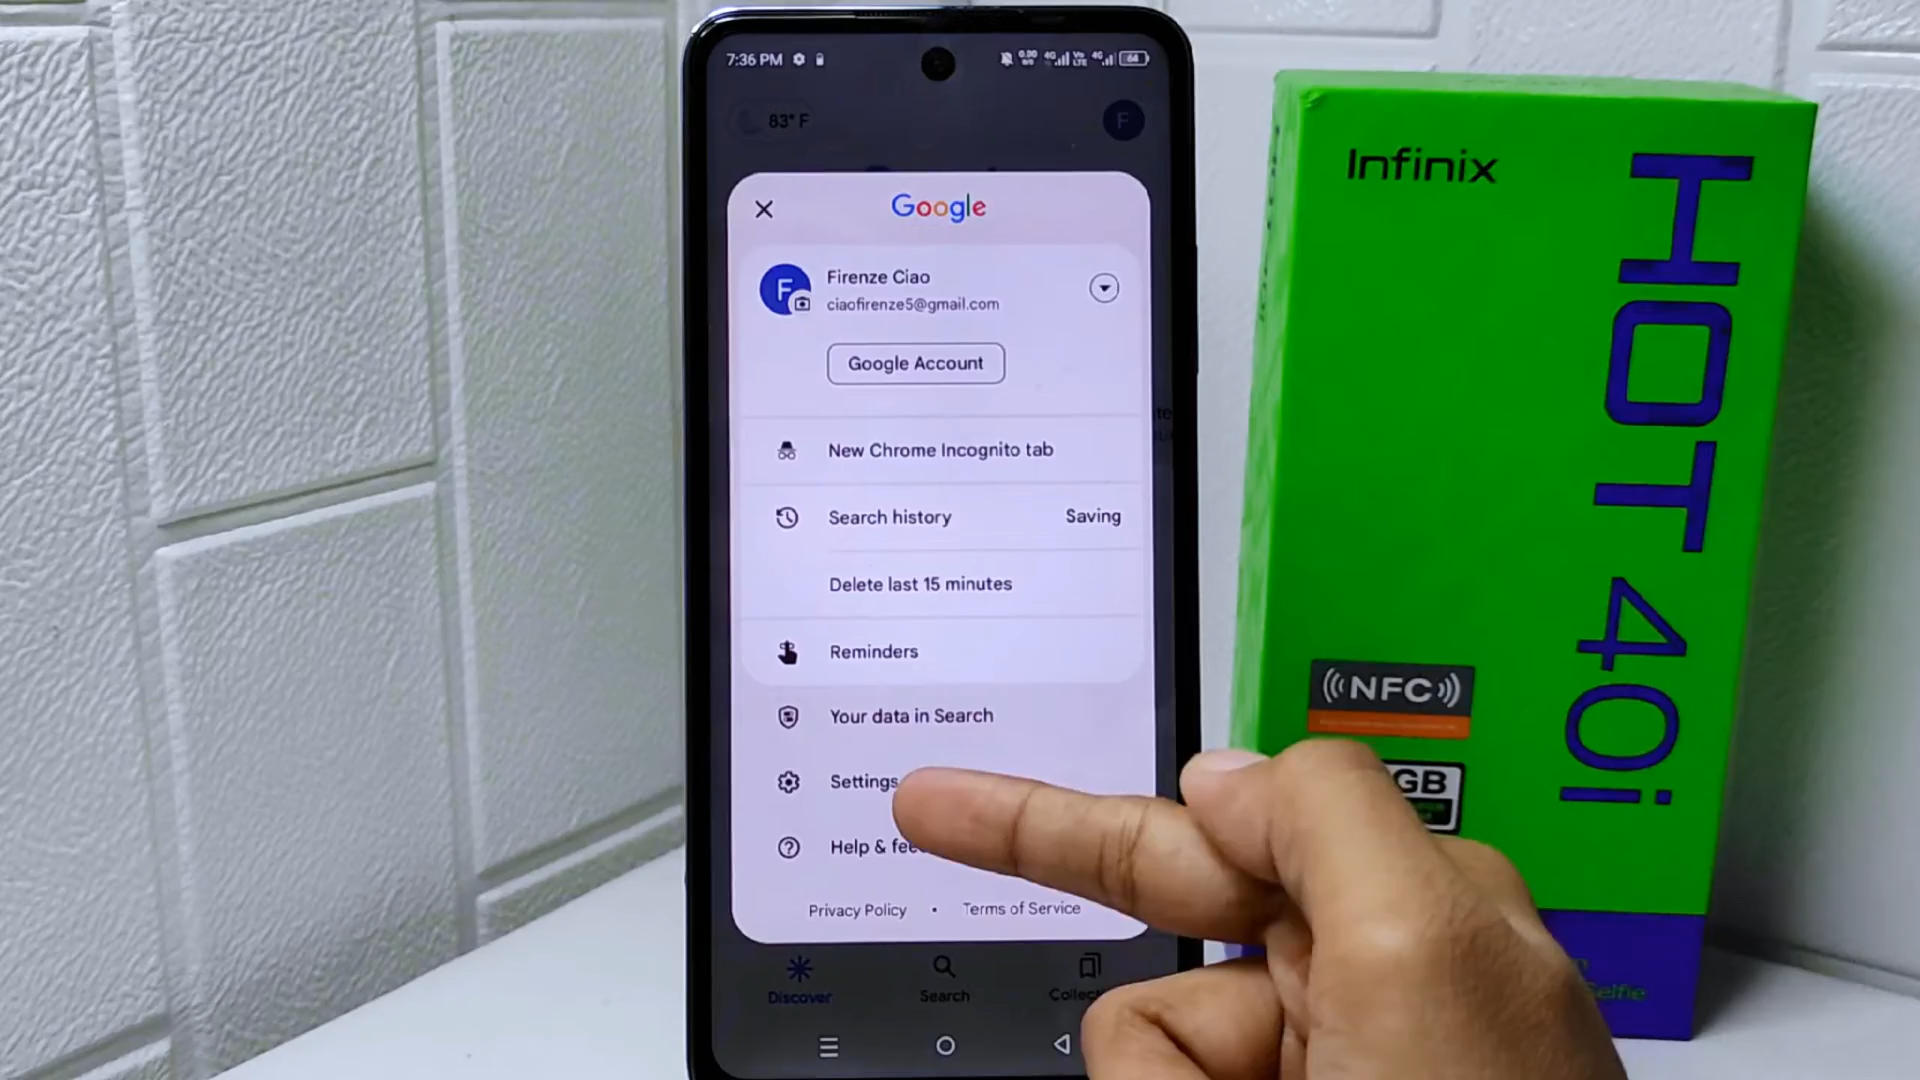 7:36 PM
64
83° F
F
Google
F
Firenze Ciao
ciaofirenze5@gmail.com
Google Account
New Chrome Incognito tab
Search history
Saving
Delete last 15 minutes
Reminders
Your data in Search
Settings
Help &
Privacy Policy • Terms of Service
Discover
Search
Infinix
HOT 40i
NFC
GB
Selfie